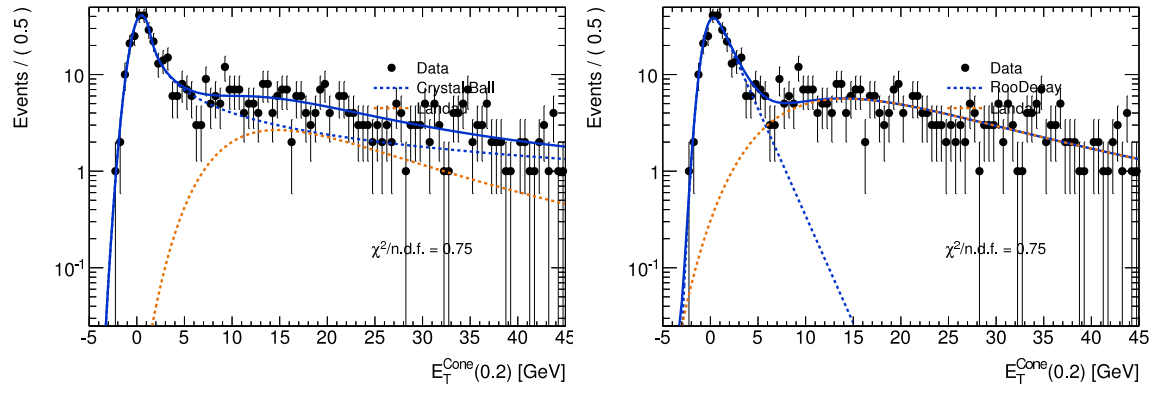 Events / ( 0.5 )
10
1
10⁻¹
Data
CrystalBall
Landau
χ²/n.d.f. = 0.75
-5 0 5 10 15 20 25 30 35 40 45
E_T^Cone(0.2) [GeV]
Events / ( 0.5 )
10
1
10⁻¹
Data
RooDecay
Landau
χ²/n.d.f. = 0.75
-5 0 5 10 15 20 25 30 35 40 45
E_T^Cone(0.2) [GeV]